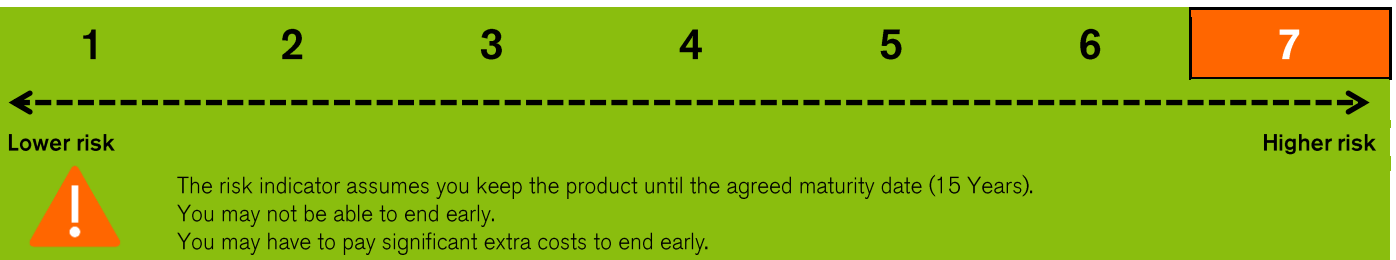 1 2 3 4 5 6 7
Lower risk Higher risk
The risk indicator assumes you keep the product until the agreed maturity date (15 Years).
You may not be able to end early.
You may have to pay significant extra costs to end early.